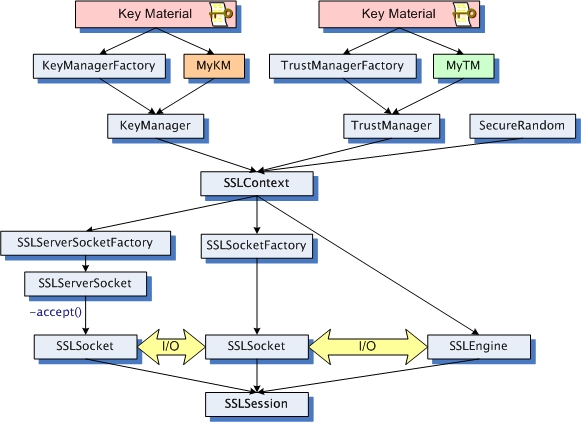 Key Material
Key Material
KeyManagerFactory
MyKM
TrustManagerFactory
MyTM
KeyManager
TrustManager
SecureRandom
SSLContext
SSLServerSocketFactory
SSLSocketFactory
SSLServerSocket
-accept()
SSLSocket
I/O
SSLSocket
I/O
SSLEngine
SSLSession